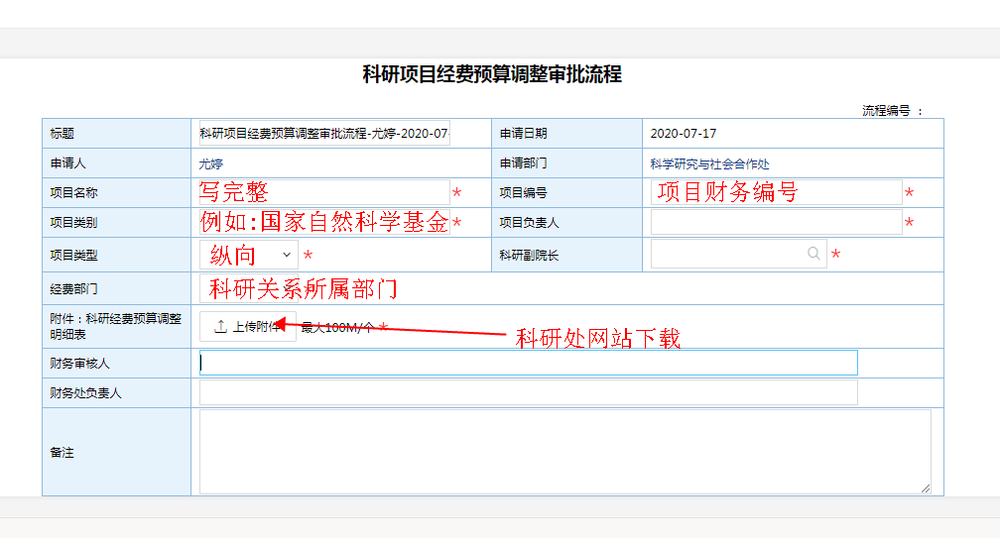 科研项目经费预算调整审批流程
流程编号 ：
标题 科研项目经费预算调整审批流程-尤婷-2020-07- 申请日期 2020-07-17
申请人 尤婷 申请部门 科学研究与社会合作处
项目名称 写完整 * 项目编号 项目财务编号 *
项目类别 例如:国家自然科学基金 * 项目负责人 *
项目类型 纵向 * 科研副院长 *
经费部门 科研关系所属部门
附件：科研经费预算调整明细表 上传附件 最大100M/个 * 科研处网站下载
财务审核人
财务处负责人
备注